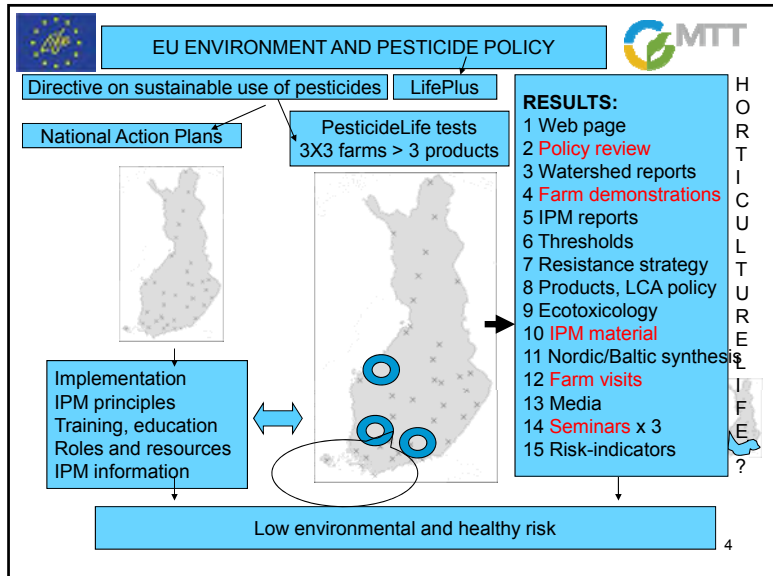 life
EU ENVIRONMENT AND PESTICIDE POLICY
MTT
Directive on sustainable use of pesticides
LifePlus
National Action Plans
PesticideLife tests
3X3 farms > 3 products
RESULTS:
1 Web page
2 Policy review
3 Watershed reports
4 Farm demonstrations
5 IPM reports
6 Thresholds
7 Resistance strategy
8 Products, LCA policy
9 Ecotoxicology
10 IPM material
11 Nordic/Baltic synthesis
12 Farm visits
13 Media
14 Seminars x 3
15 Risk-indicators
H
O
R
T
I
C
U
L
T
U
R
E
L
I
F
E
?
Implementation
IPM principles
Training, education
Roles and resources
IPM information
Low environmental and healthy risk
4